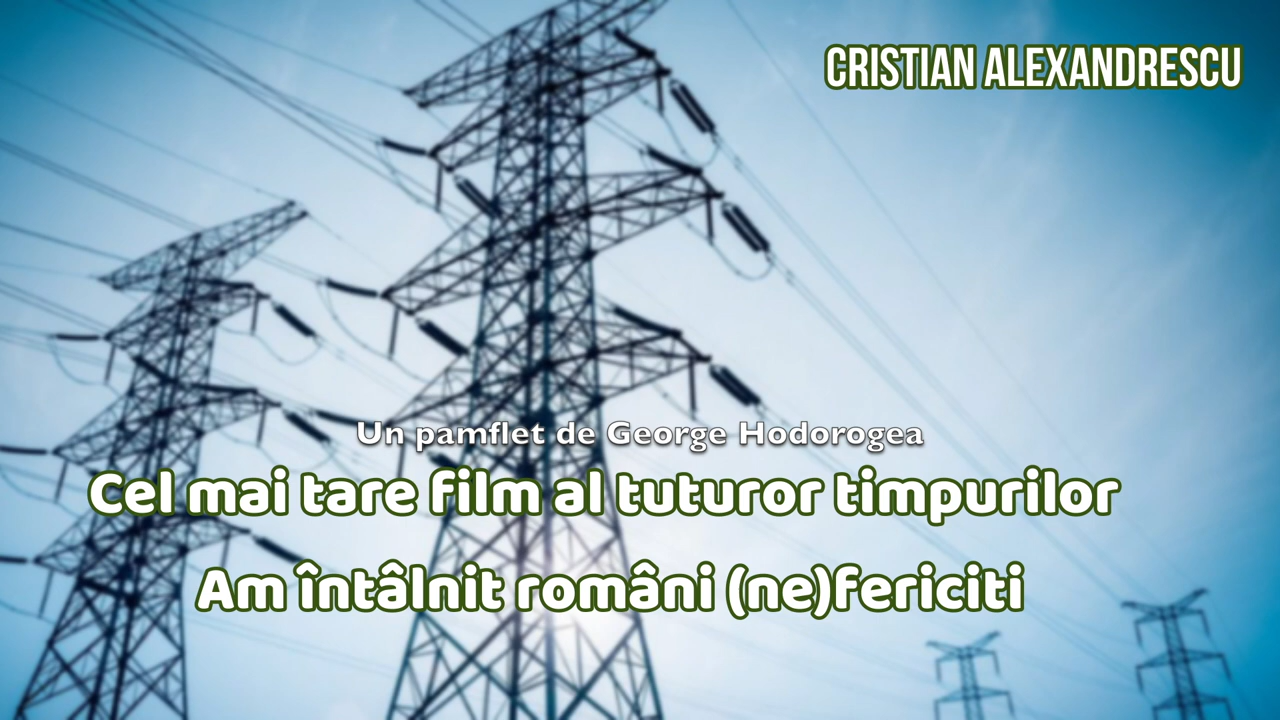 CRISTIAN ALEXANDRESCU
Un pamflet de George Hodorogea
Cel mai tare film al tuturor timpurilor
Am întâlnit români (ne)fericiti